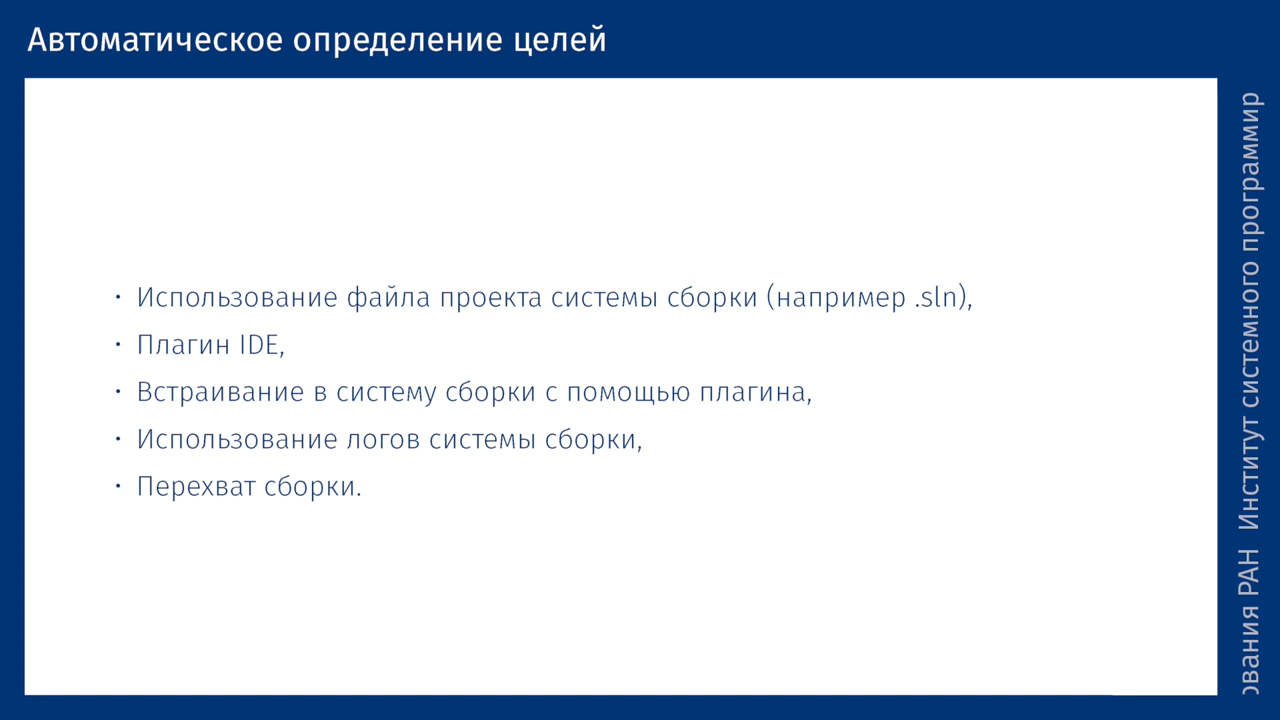 Автоматическое определение целей
• Использование файла проекта системы сборки (например .sln),
• Плагин IDE,
• Встраивание в систему сборки с помощью плагина,
• Использование логов системы сборки,
• Перехват сборки.
ования РАН Институт системного программир